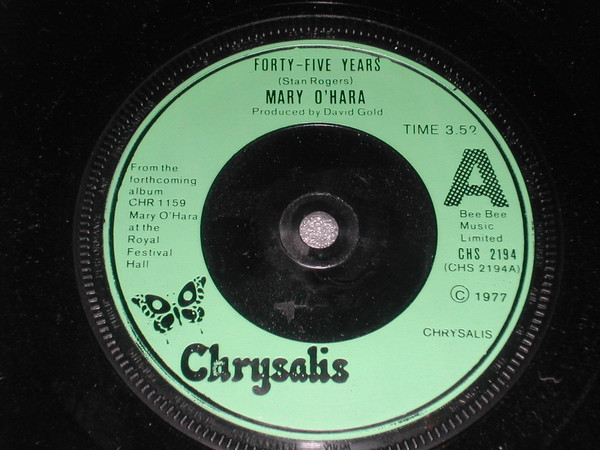 FORTY-FIVE YEARS
(Stan Rogers)
MARY O'HARA
Produced by David Gold
TIME 3.52
A
From the
forthcoming
album
CHR 1159
Mary O'Hara
at the
Royal
Festival
Hall
Bee Bee
Music
Limited
CHS 2194
(CHS 2194A)
© 1977
CHRYSALIS
Chrysalis